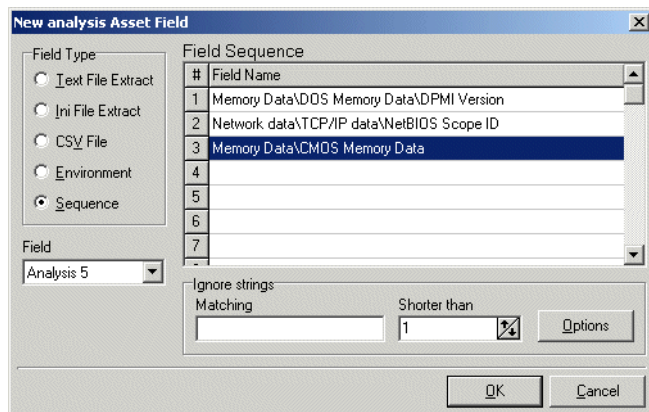 New analysis Asset Field
Field Type
Text File Extract
Ini File Extract
CSV File
Environment
Sequence
Field
Analysis 5
Field Sequence
# Field Name
1 Memory Data\DOS Memory Data\DPMI Version
2 Network data\TCP/IP data\NetBIOS Scope ID
3 Memory Data\CMOS Memory Data
4
5
6
7
Ignore strings
Matching Shorter than
1
Options
OK Cancel